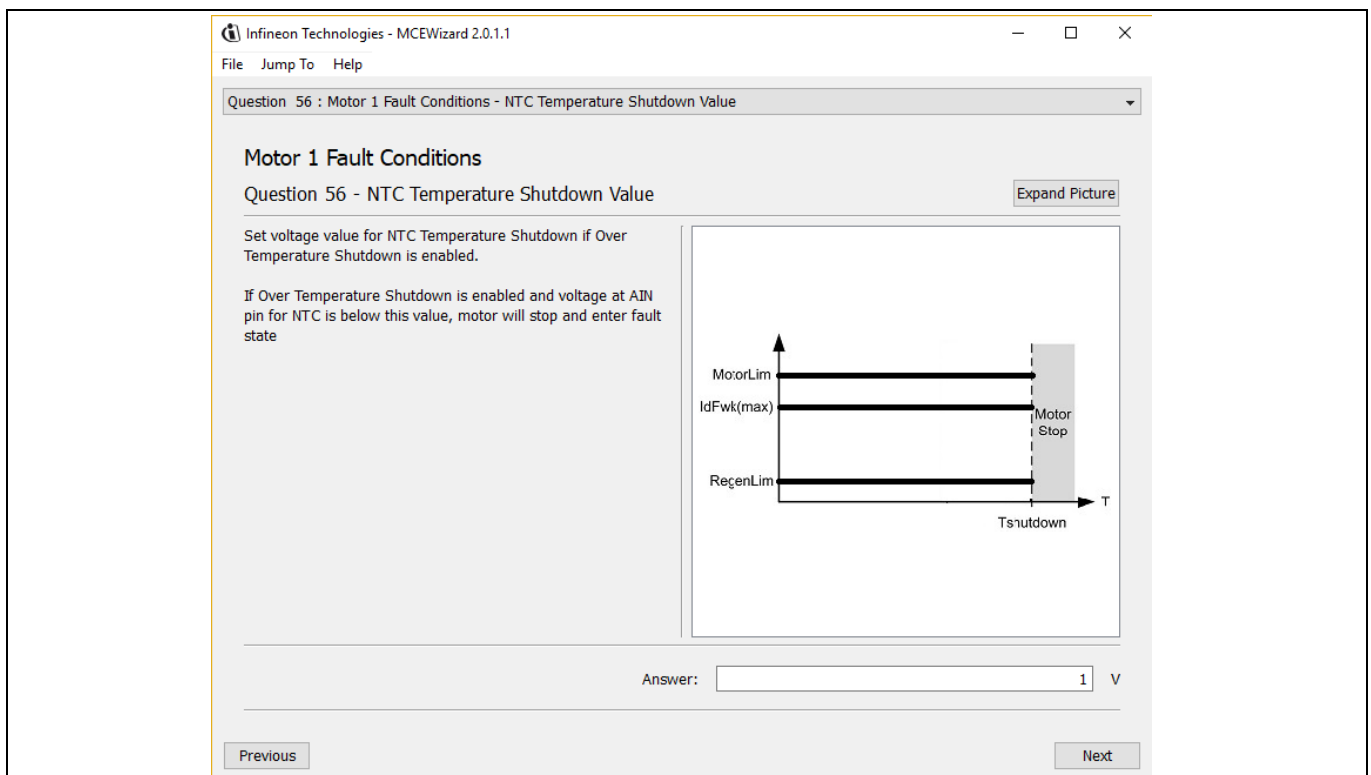 Infineon Technologies - MCEWizard 2.0.1.1
File Jump To Help
Question 56 : Motor 1 Fault Conditions - NTC Temperature Shutdown Value
Motor 1 Fault Conditions
Question 56 - NTC Temperature Shutdown Value
Expand Picture
Set voltage value for NTC Temperature Shutdown if Over
Temperature Shutdown is enabled.
If Over Temperature Shutdown is enabled and voltage at AIN
pin for NTC is below this value, motor will stop and enter fault
state
MotorLim
IdFwk(max)
Motor
Stop
RegenLim
T
Tshutdown
Answer: 1 V
Previous Next